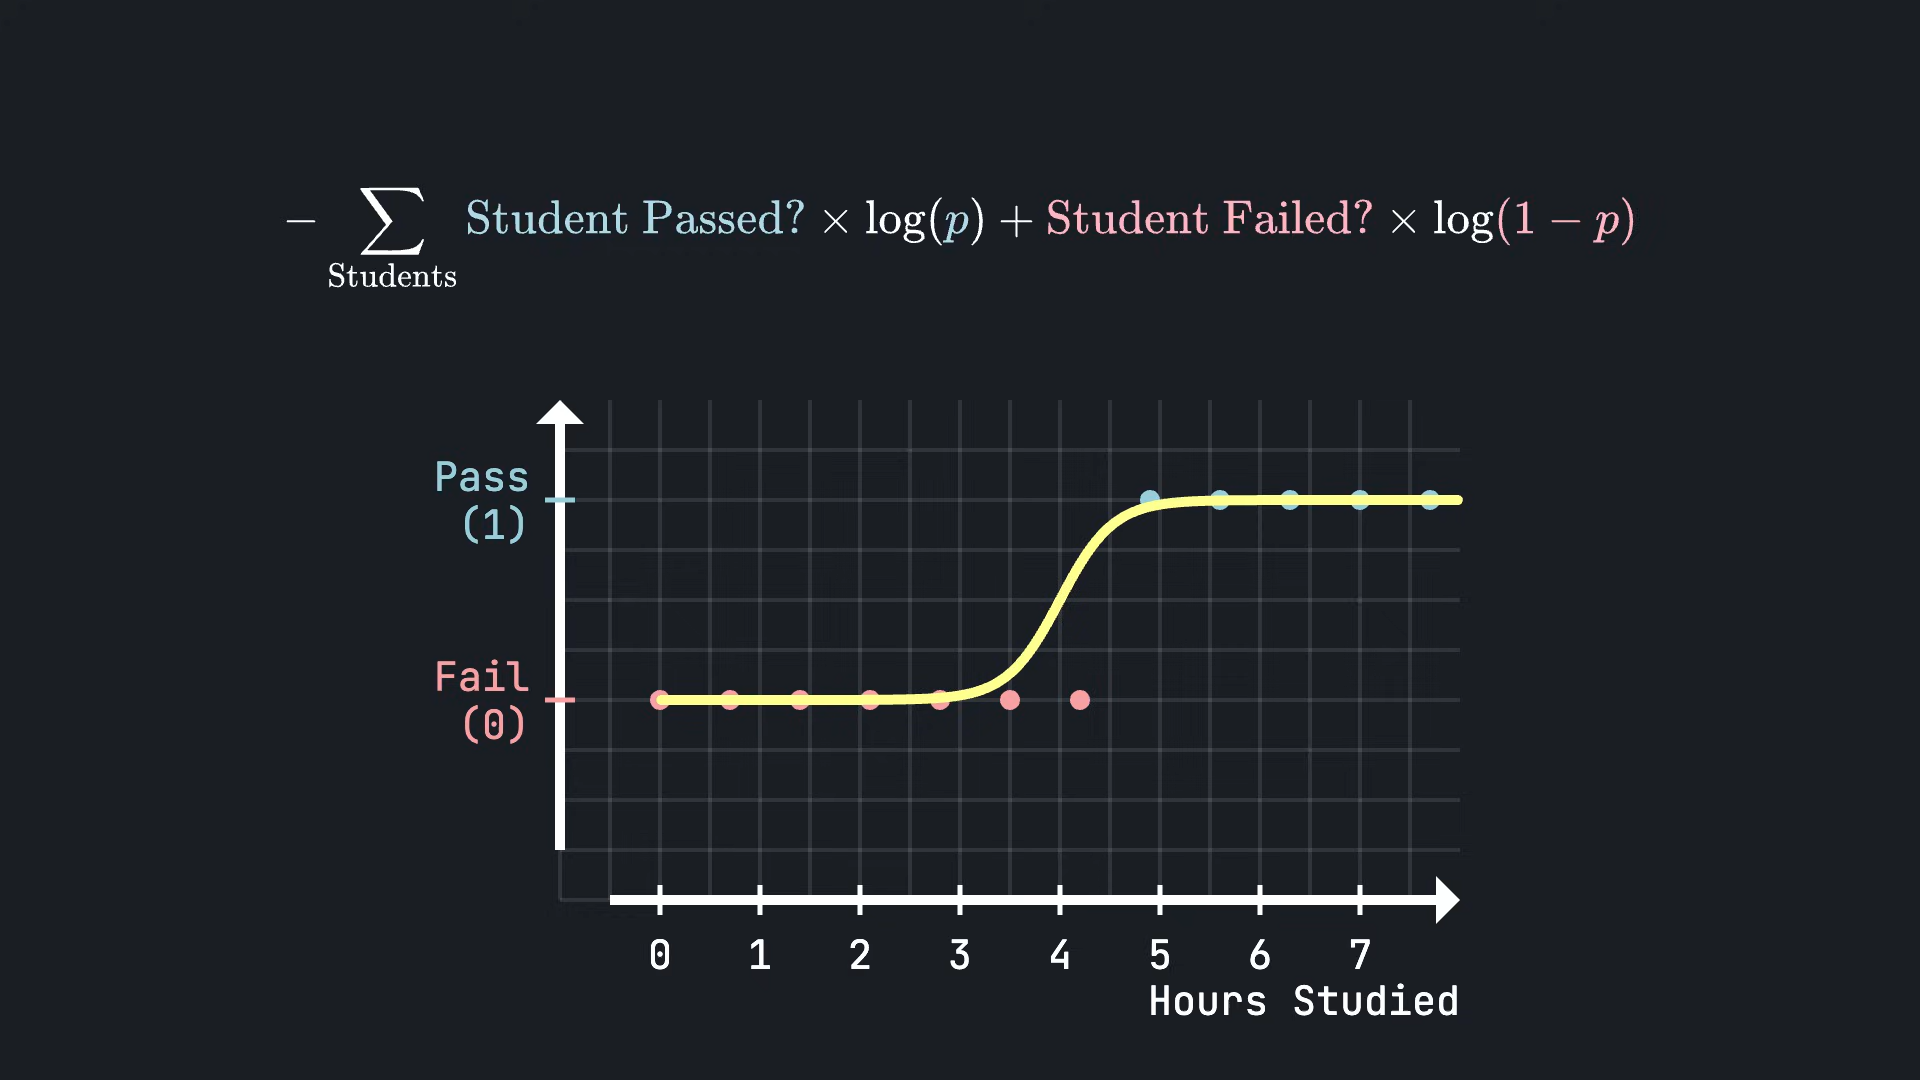 − ∑ Student Passed? × log(p) + Student Failed? × log(1 − p)
Students
Pass
(1)
Fail
(0)
0 1 2 3 4 5 6 7
Hours Studied